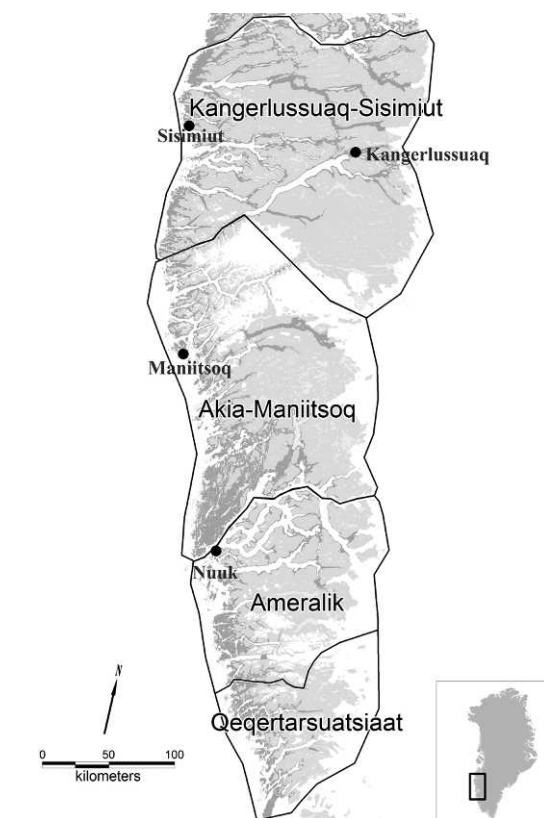 Kangerlussuaq-Sisimiut
Sisimiut
Kangerlussuaq
Maniitsoq
Akia-Maniitsoq
Nuuk
Ameralik
Qeqertarsuatsiaat
N
0 50 100
kilometers